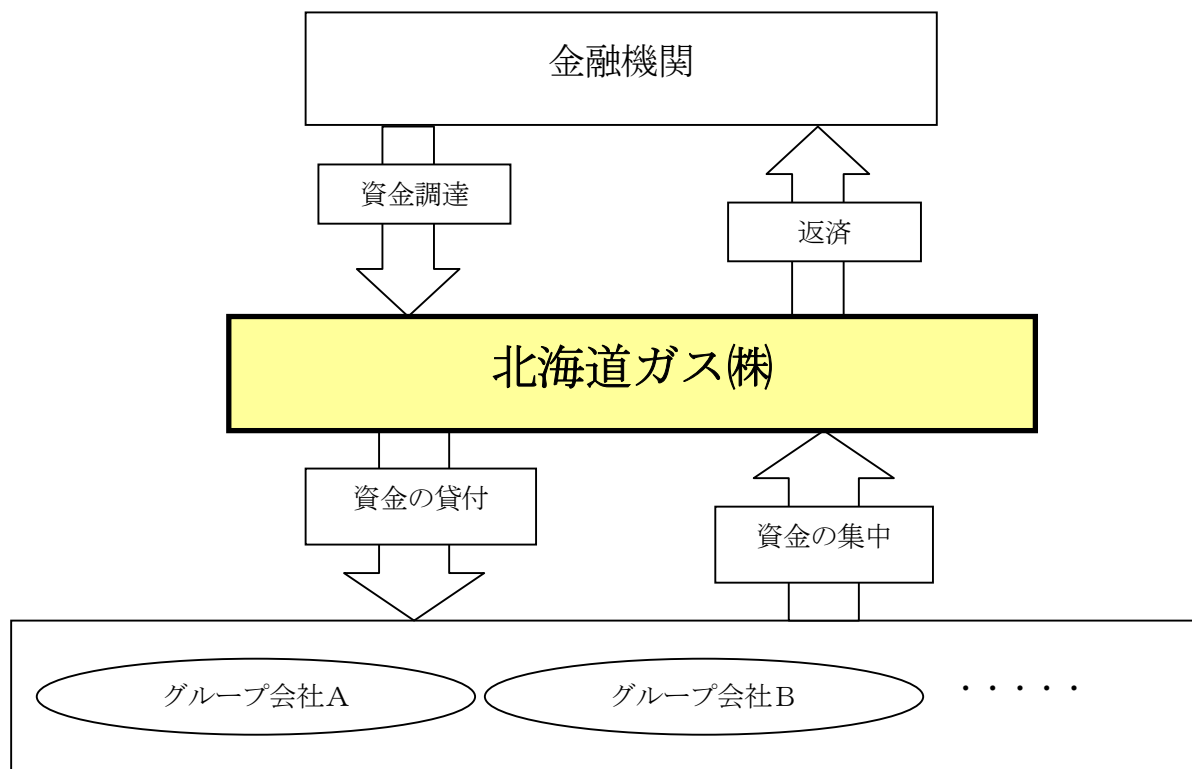 金融機関
資金調達
返済
北海道ガス㈱
資金の貸付
資金の集中
グループ会社A
グループ会社B
・・・・・